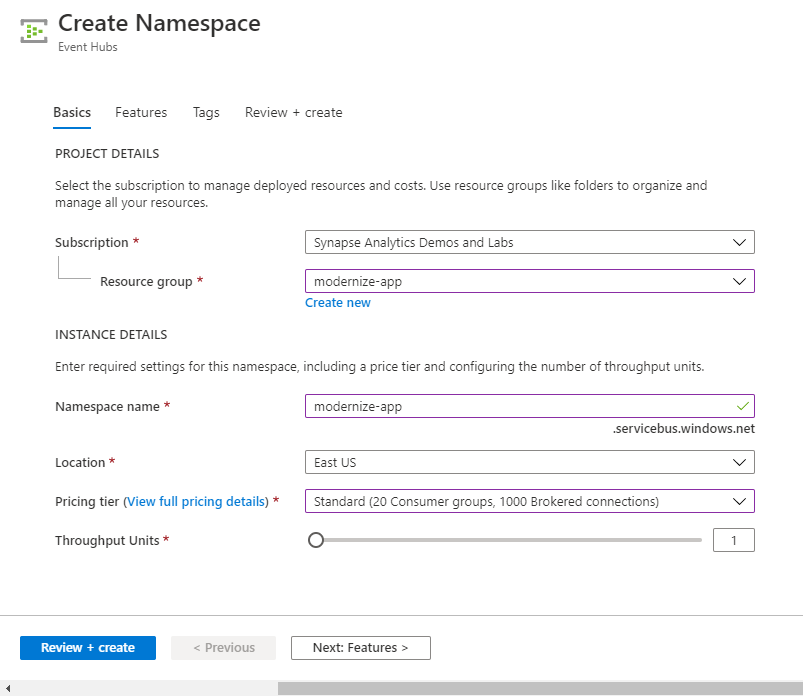 Create Namespace
Event Hubs
Basics Features Tags Review + create
PROJECT DETAILS
Select the subscription to manage deployed resources and costs. Use resource groups like folders to organize and
manage all your resources.
Subscription * Synapse Analytics Demos and Labs
Resource group * modernize-app
Create new
INSTANCE DETAILS
Enter required settings for this namespace, including a price tier and configuring the number of throughput units.
Namespace name * modernize-app
.servicebus.windows.net
Location * East US
Pricing tier (View full pricing details) * Standard (20 Consumer groups, 1000 Brokered connections)
Throughput Units * 1
Review + create < Previous Next: Features >